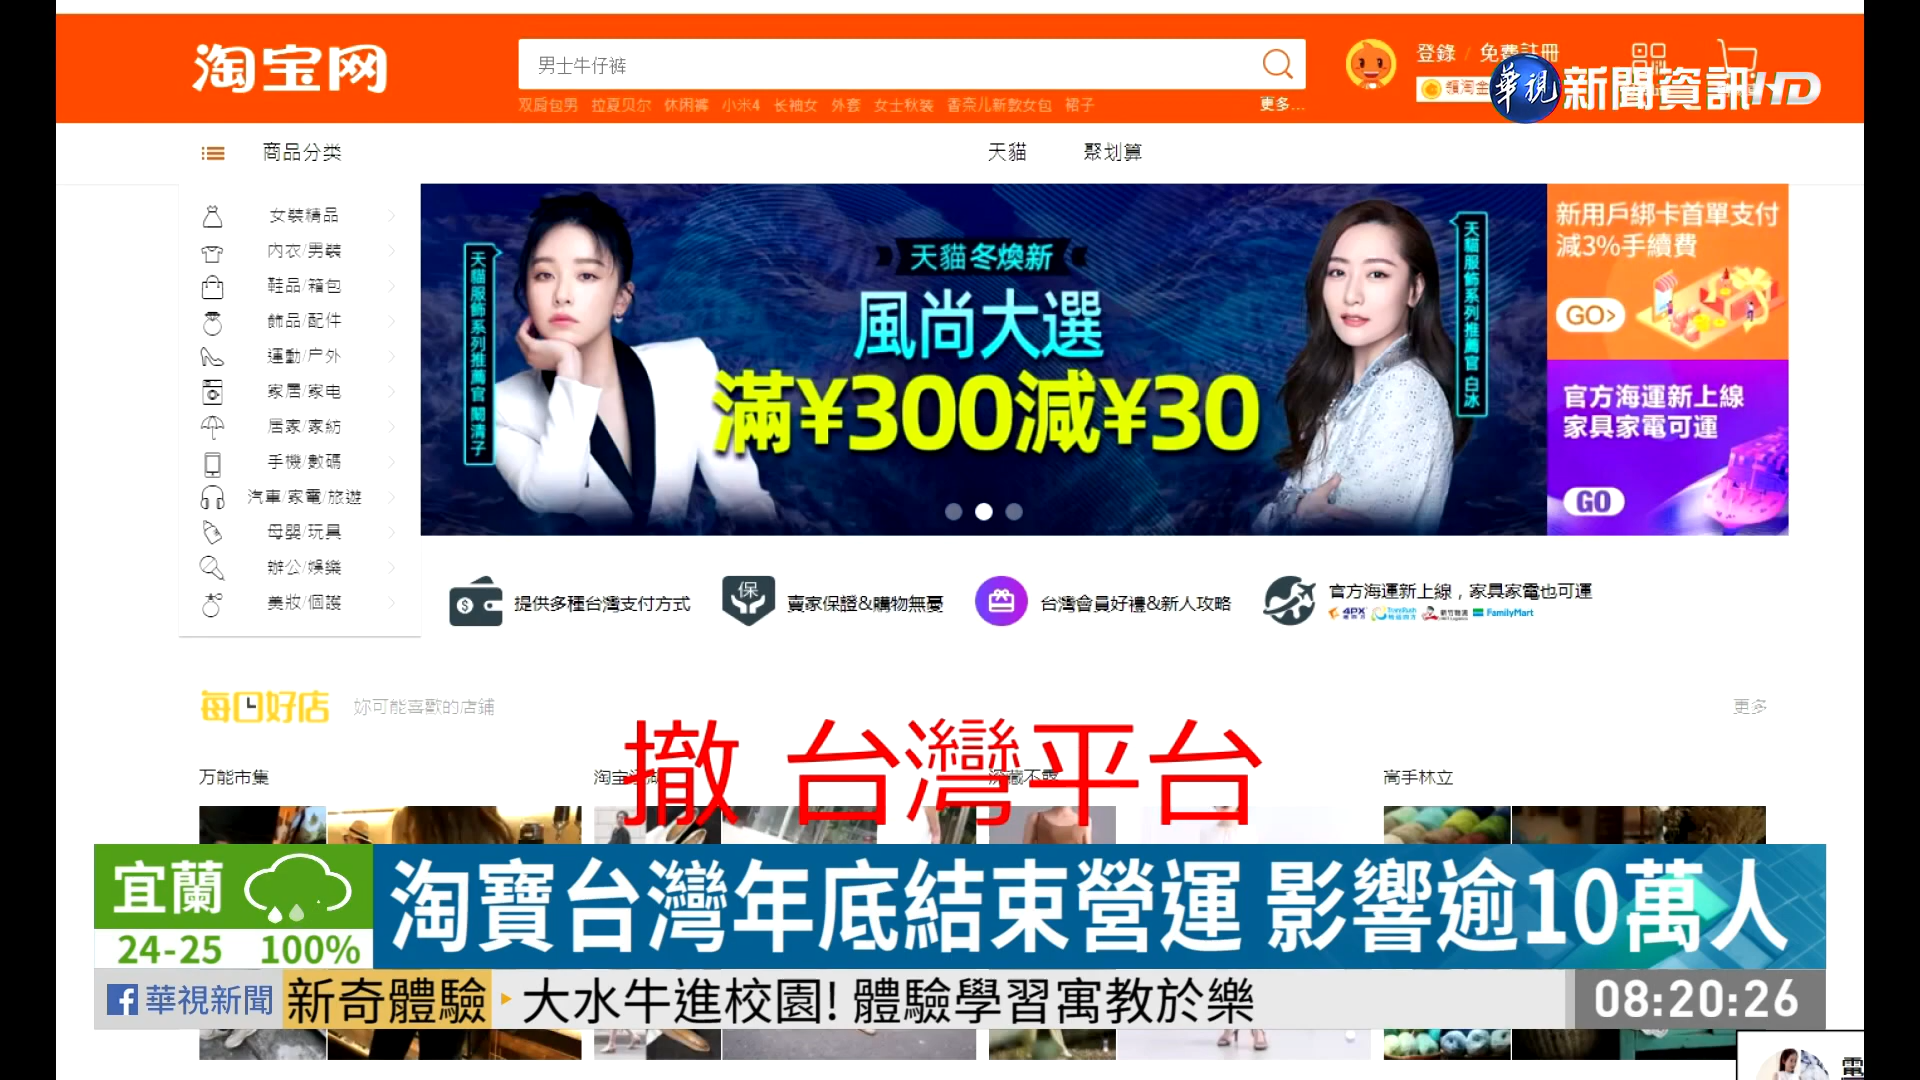 淘宝网
男士牛仔裤
登錄 / 免費註冊
領淘金
華視新聞資訊HD
双肩包男 拉夏贝尔 休闲裤 小米4 长袖女 外套 女士秋装 香奈儿新款女包 裙子
更多...
商品分类
天貓
聚划算
女裝精品
內衣/男裝
鞋品/箱包
飾品/配件
運動/户外
家居/家电
居家/家紡
手機/數碼
汽車/家電/旅遊
母嬰/玩具
辦公/娛樂
美妝/個護
天貓服飾系列推薦官 闞清子
天貓冬煥新
風尚大選
滿¥300減¥30
天貓服飾系列推薦官 白冰
新用戶綁卡首單支付
減3%手續費
GO>
官方海運新上線
家具家電可運
GO
提供多種台灣支付方式
保
賣家保證&購物無憂
台灣會員好禮&新人攻略
官方海運新上線，家具家電也可運
4PX
FamilyMart
每日好店
妳可能喜歡的店鋪
更多
撤 台灣平台
万能市集
高手林立
宜蘭
24-25 100%
淘寶台灣年底結束營運 影響逾10萬人
華視新聞
新奇體驗
大水牛進校園! 體驗學習寓教於樂
08:20:26